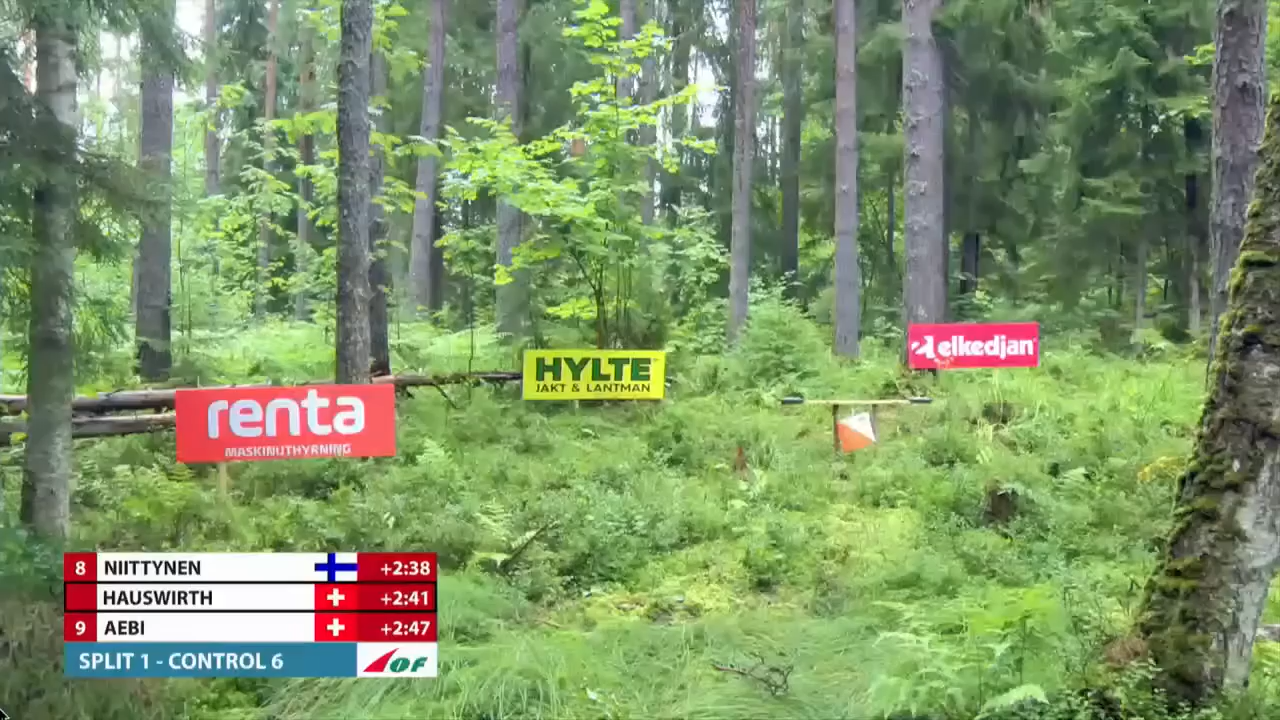 HYLTE
JAKT & LANTMAN
elkedjan
renta
MASKINUTHYRNING
8 NIITTYNEN +2:38
HAUSWIRTH +2:41
9 AEBI +2:47
SPLIT 1 - CONTROL 6 IOF